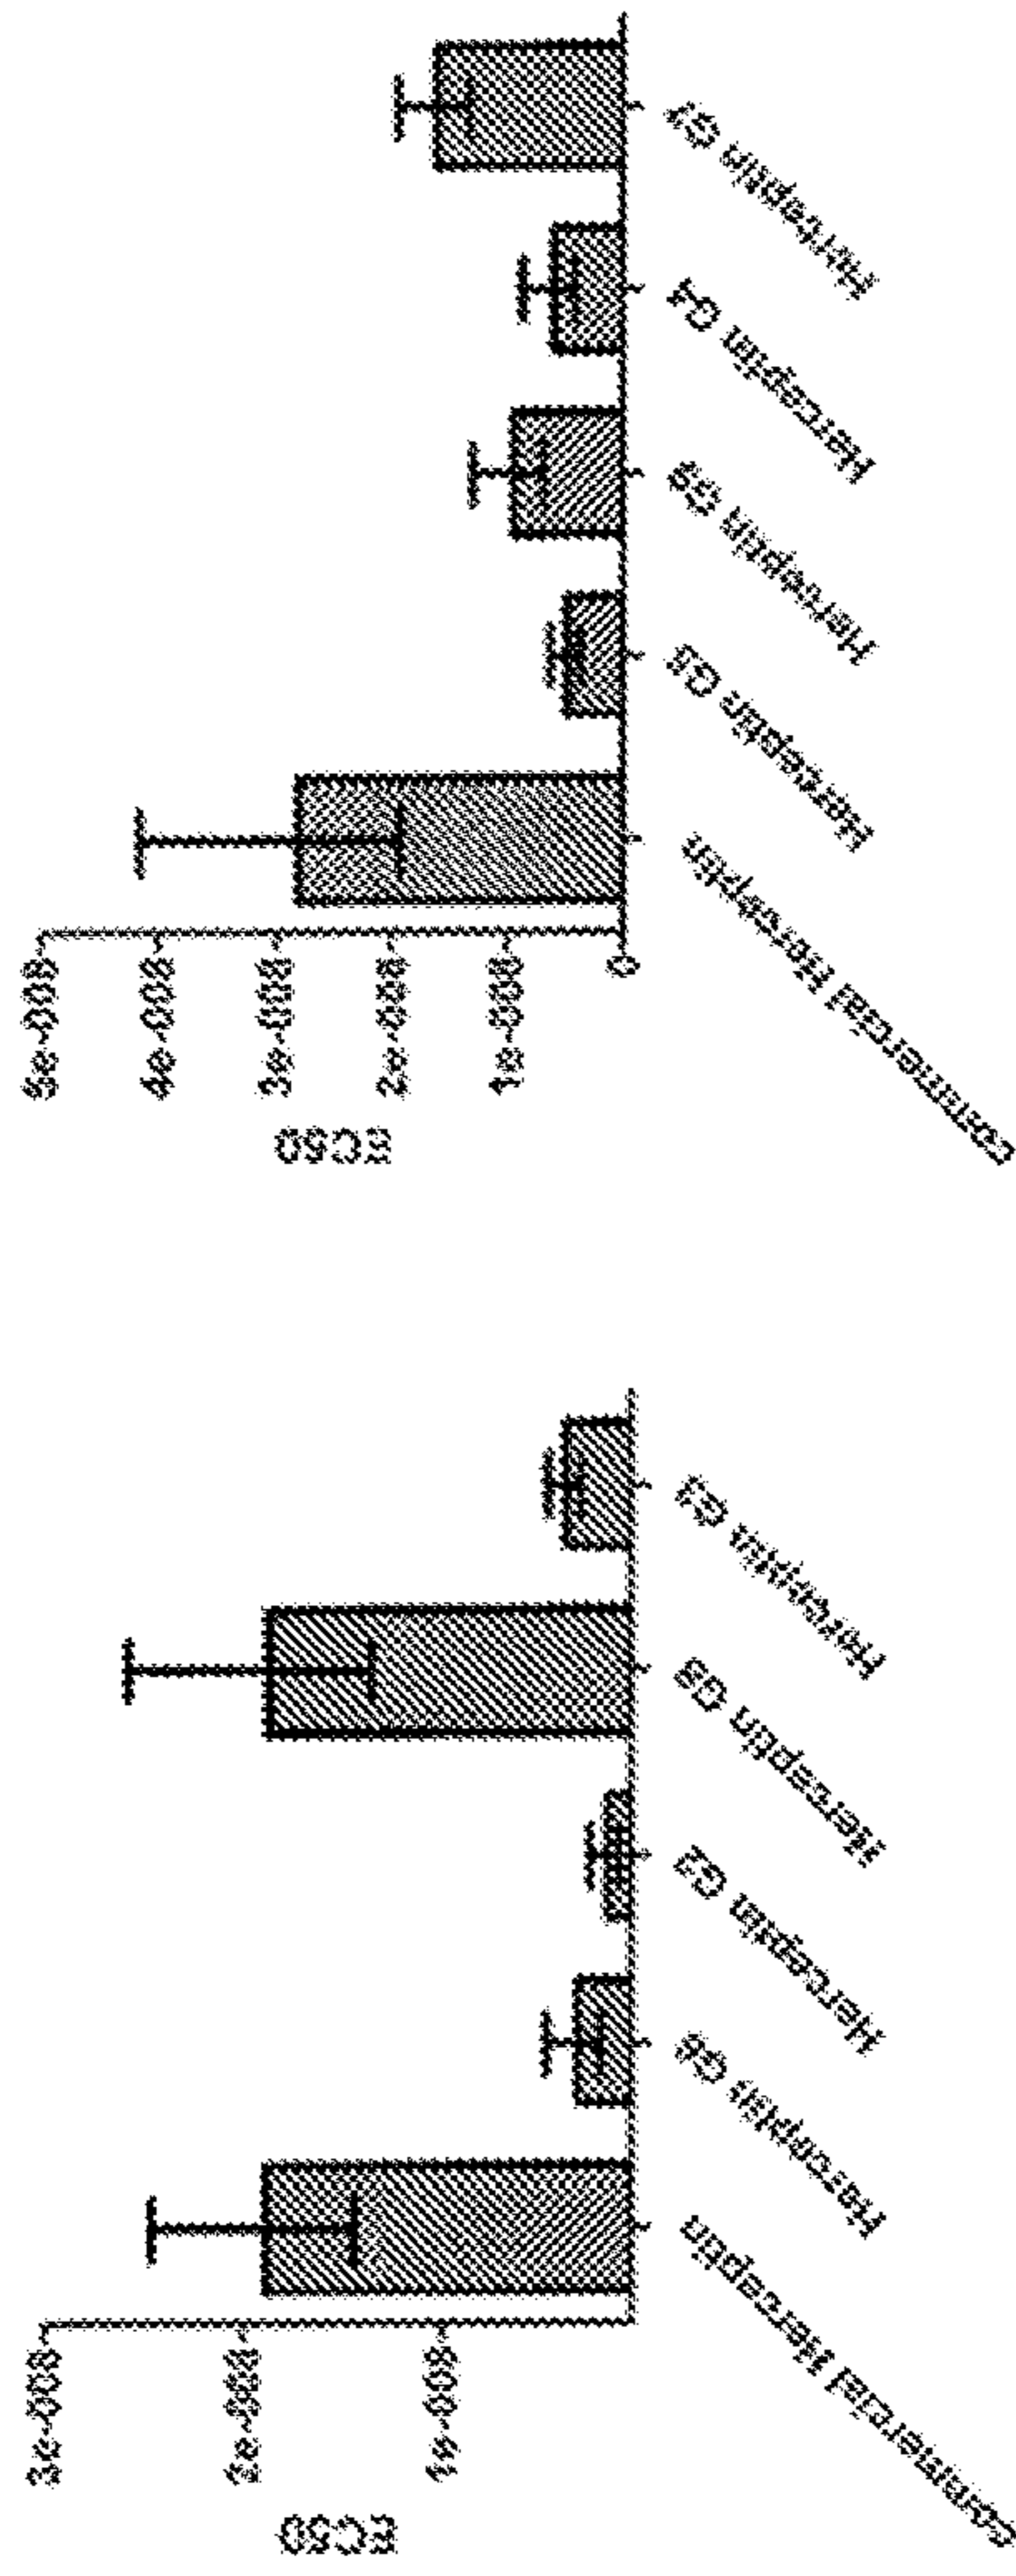 EC50
5e-008
4e-008
3e-008
2e-008
1e-008
0
commercial Herceptin
Herceptin G5
Herceptin G9
Herceptin G4
Herceptin G7
EC50
3e-008
2e-008
1e-008
commercial Herceptin
Herceptin G6
Herceptin G2
Herceptin G8
Herceptin G3